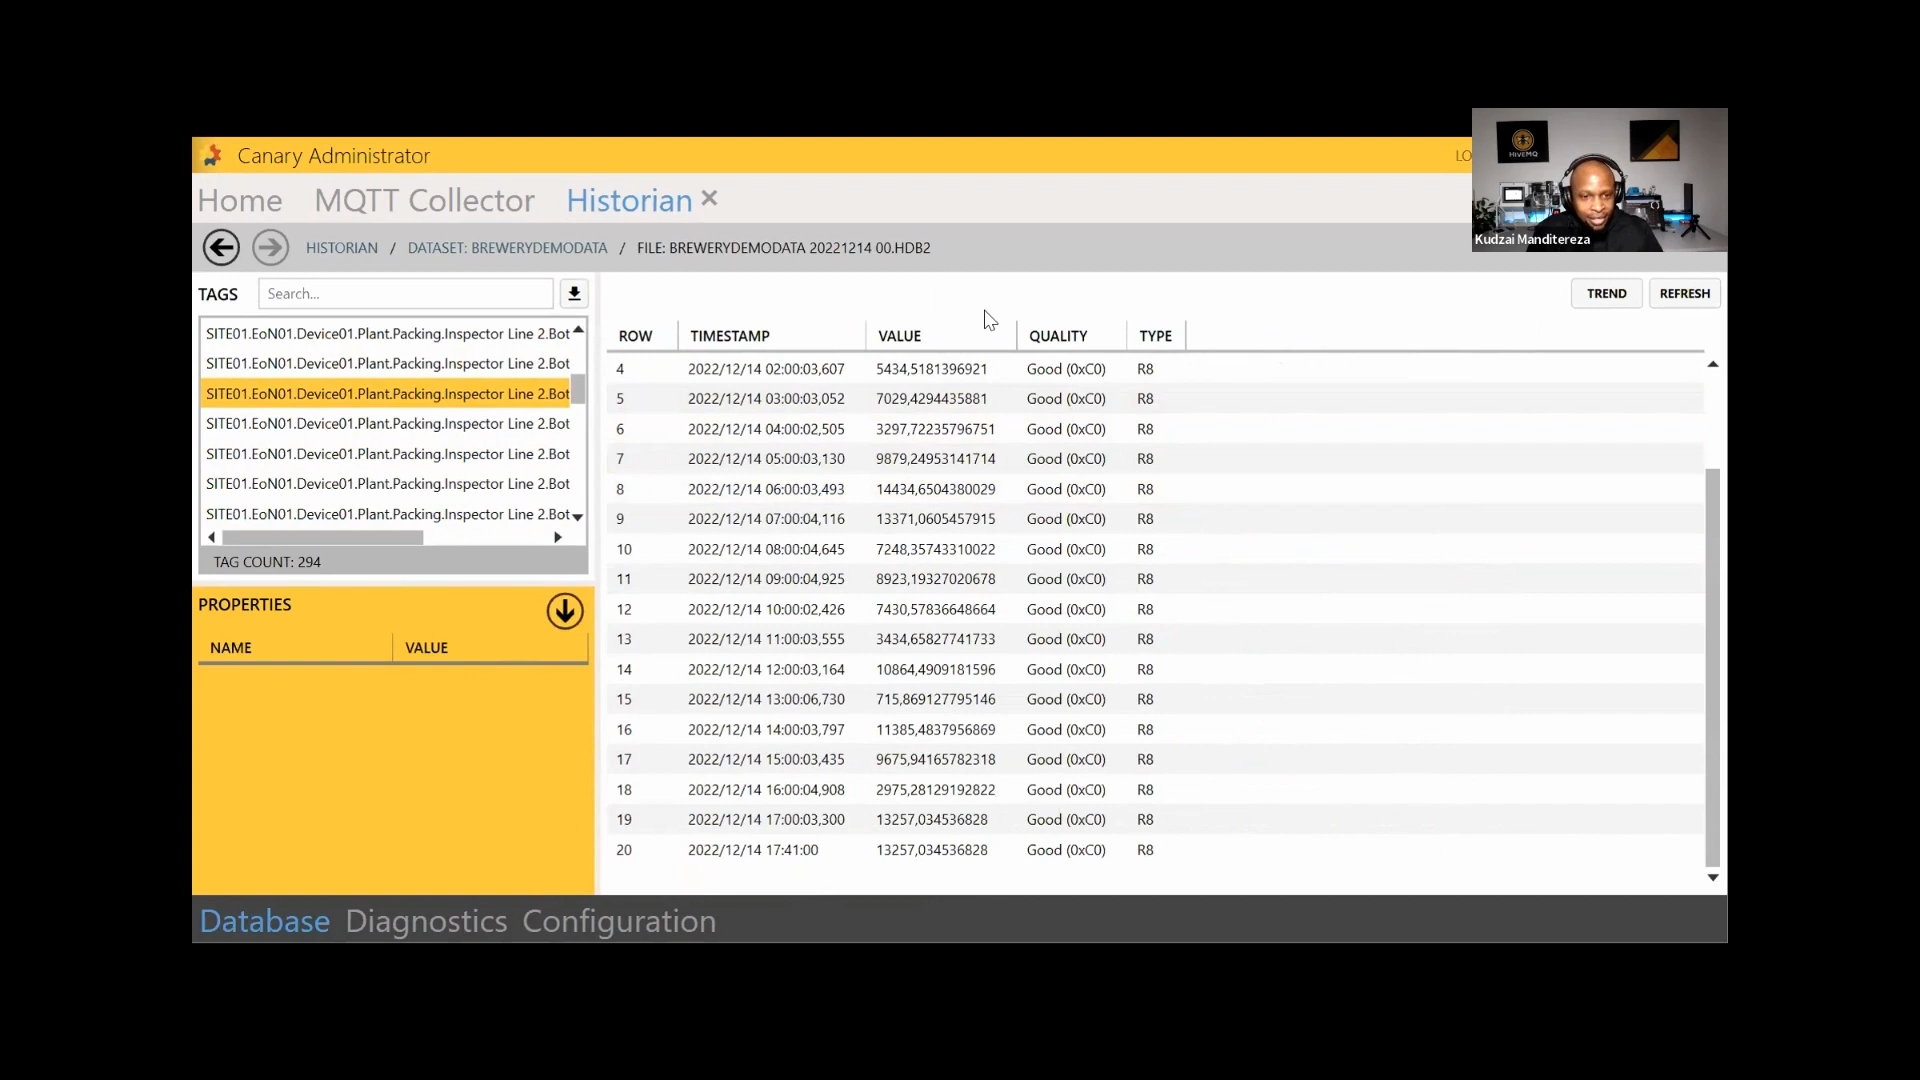 Canary Administrator
LO
HIVEMQ
Kudzai Manditereza
Home MQTT Collector Historian
HISTORIAN / DATASET: BREWERYDEMODATA / FILE: BREWERYDEMODATA 20221214 00.HDB2
TAGS Search...
TREND REFRESH
SITE01.EoN01.Device01.Plant.Packing.Inspector Line 2.Bot
SITE01.EoN01.Device01.Plant.Packing.Inspector Line 2.Bot
SITE01.EoN01.Device01.Plant.Packing.Inspector Line 2.Bot
SITE01.EoN01.Device01.Plant.Packing.Inspector Line 2.Bot
SITE01.EoN01.Device01.Plant.Packing.Inspector Line 2.Bot
SITE01.EoN01.Device01.Plant.Packing.Inspector Line 2.Bot
SITE01.EoN01.Device01.Plant.Packing.Inspector Line 2.Bot
TAG COUNT: 294
PROPERTIES
NAME VALUE
ROW TIMESTAMP VALUE QUALITY TYPE
4 2022/12/14 02:00:03,607 5434,5181396921 Good (0xC0) R8
5 2022/12/14 03:00:03,052 7029,4294435881 Good (0xC0) R8
6 2022/12/14 04:00:02,505 3297,72235796751 Good (0xC0) R8
7 2022/12/14 05:00:03,130 9879,24953141714 Good (0xC0) R8
8 2022/12/14 06:00:03,493 14434,6504380029 Good (0xC0) R8
9 2022/12/14 07:00:04,116 13371,0605457915 Good (0xC0) R8
10 2022/12/14 08:00:04,645 7248,35743310022 Good (0xC0) R8
11 2022/12/14 09:00:04,925 8923,19327020678 Good (0xC0) R8
12 2022/12/14 10:00:02,426 7430,57836648664 Good (0xC0) R8
13 2022/12/14 11:00:03,555 3434,65827741733 Good (0xC0) R8
14 2022/12/14 12:00:03,164 10864,4909181596 Good (0xC0) R8
15 2022/12/14 13:00:06,730 715,869127795146 Good (0xC0) R8
16 2022/12/14 14:00:03,797 11385,4837956869 Good (0xC0) R8
17 2022/12/14 15:00:03,435 9675,94165782318 Good (0xC0) R8
18 2022/12/14 16:00:04,908 2975,28129192822 Good (0xC0) R8
19 2022/12/14 17:00:03,300 13257,034536828 Good (0xC0) R8
20 2022/12/14 17:41:00 13257,034536828 Good (0xC0) R8
Database Diagnostics Configuration